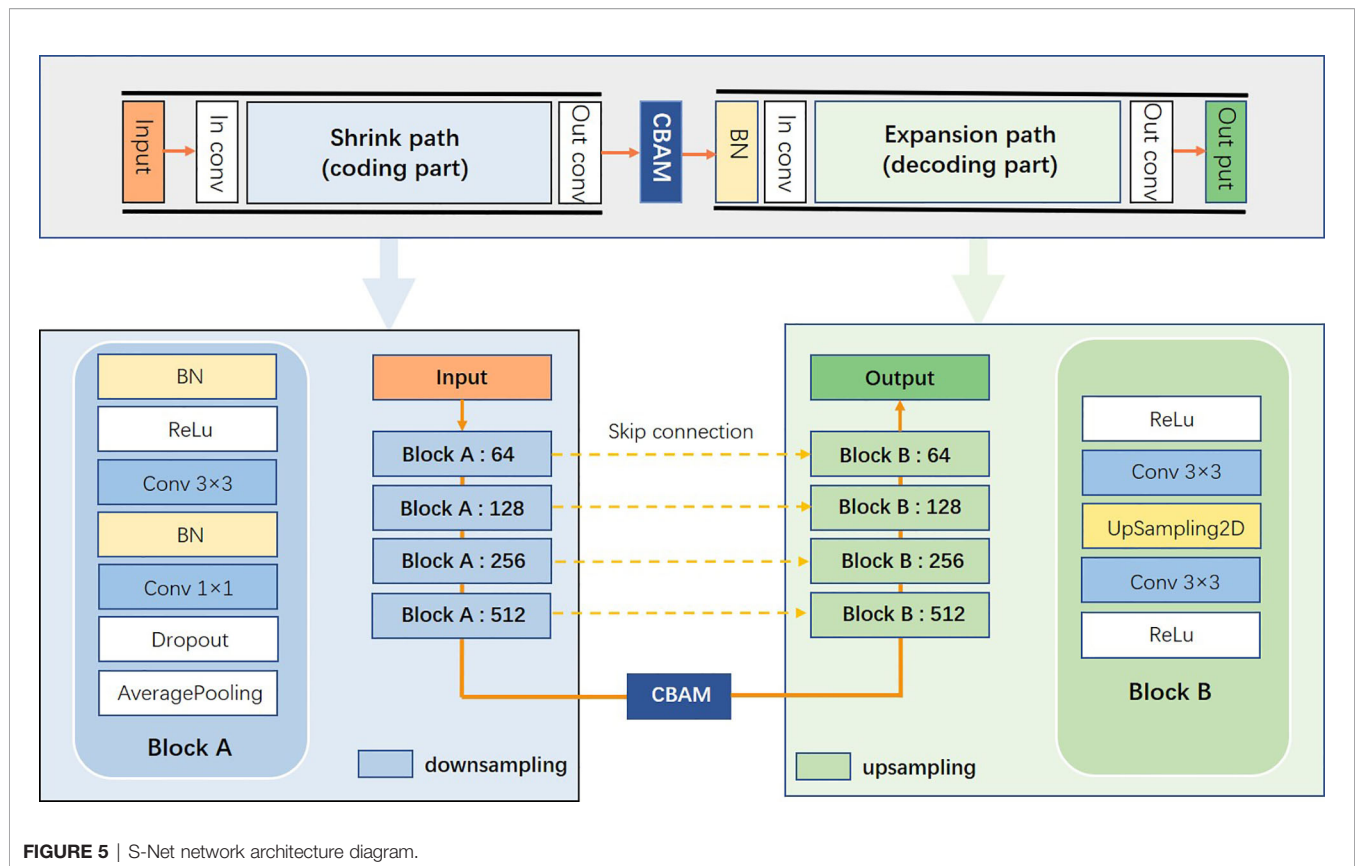 Input
In conv
Shrink path
(coding part)
Out conv
CBAM
BN
In conv
Expansion path
(decoding part)
Out conv
Out put
BN
ReLu
Conv 3×3
BN
Conv 1×1
Dropout
AveragePooling
Block A
Input
Block A : 64
Block A : 128
Block A : 256
Block A : 512
downsampling
Skip connection
CBAM
Output
Block B : 64
Block B : 128
Block B : 256
Block B : 512
upsampling
ReLu
Conv 3×3
UpSampling2D
Conv 3×3
ReLu
Block B
FIGURE 5 | S-Net network architecture diagram.